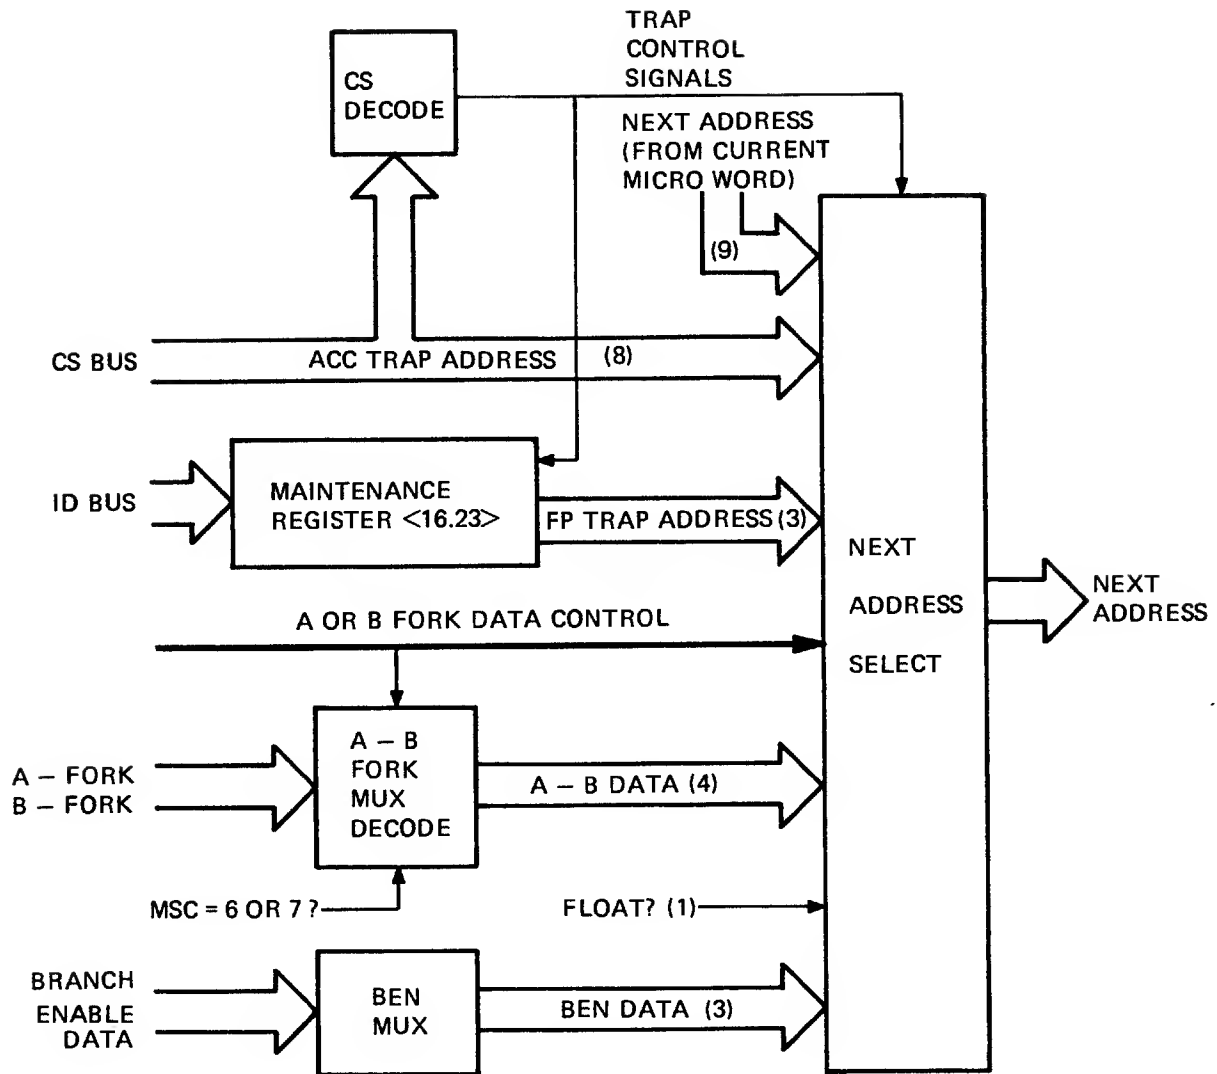 TRAP
CONTROL
SIGNALS
CS
DECODE
NEXT ADDRESS
(FROM CURRENT
MICRO WORD)
(9)
CS BUS
ACC TRAP ADDRESS (8)
ID BUS
MAINTENANCE
REGISTER <16.23>
FP TRAP ADDRESS (3)
NEXT
ADDRESS
SELECT
NEXT
ADDRESS
A OR B FORK DATA CONTROL
A – FORK
B – FORK
A – B
FORK
MUX
DECODE
A – B DATA (4)
MSC = 6 OR 7 ?
FLOAT? (1)
BRANCH
ENABLE
DATA
BEN
MUX
BEN DATA (3)